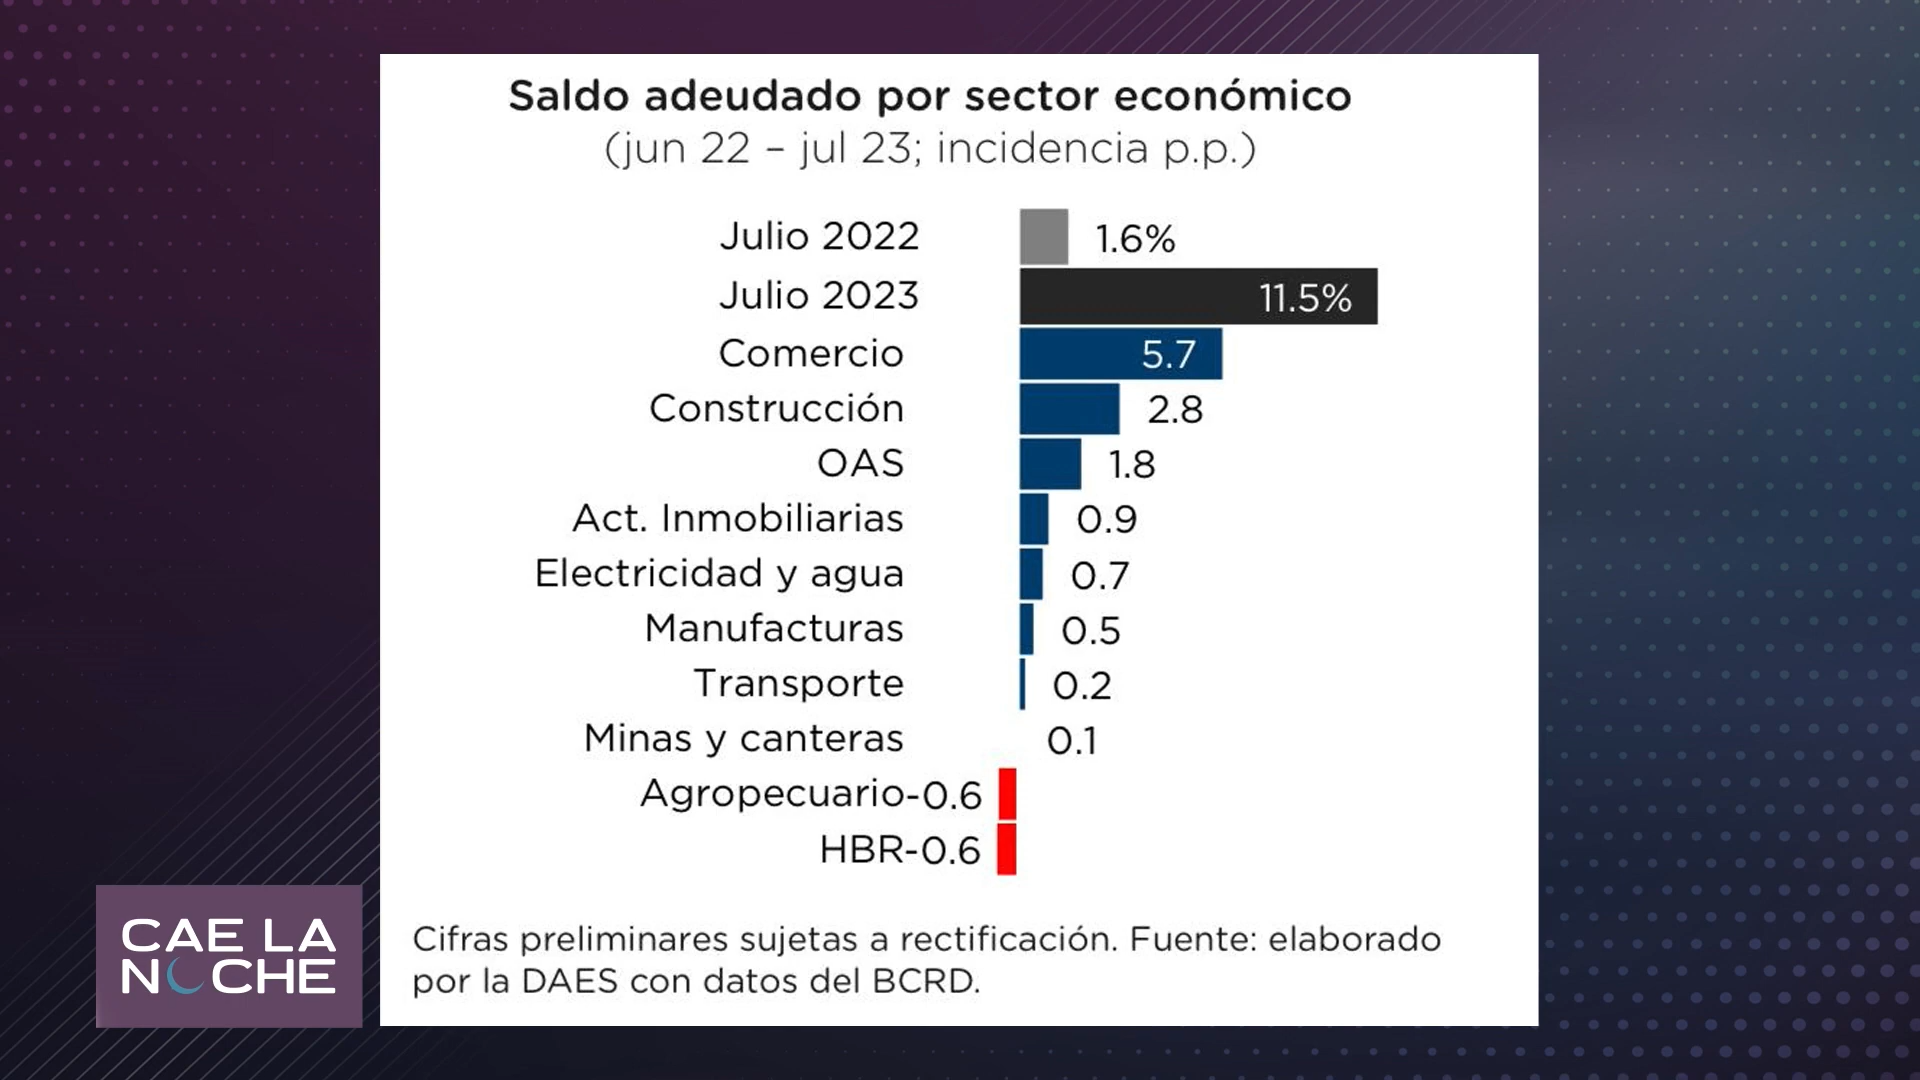 Saldo adeudado por sector económico
(jun 22 – jul 23; incidencia p.p.)
Julio 2022 1.6%
Julio 2023 11.5%
Comercio 5.7
Construcción 2.8
OAS 1.8
Act. Inmobiliarias 0.9
Electricidad y agua 0.7
Manufacturas 0.5
Transporte 0.2
Minas y canteras 0.1
Agropecuario -0.6
HBR -0.6
Cifras preliminares sujetas a rectificación. Fuente: elaborado
por la DAES con datos del BCRD.
CAE LA
NOCHE